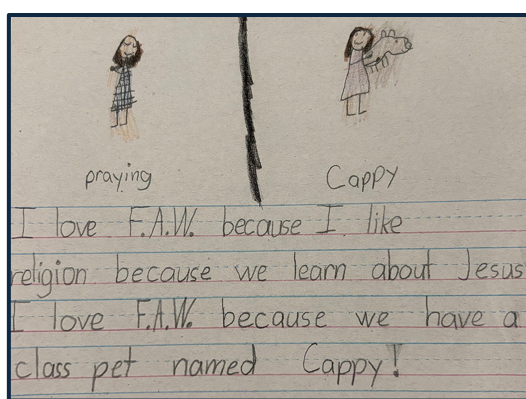 praying
Cappy
I love F.A.W. because I like
religion because we learn about Jesus
I love F.A.W. because we have a
class pet named Cappy!